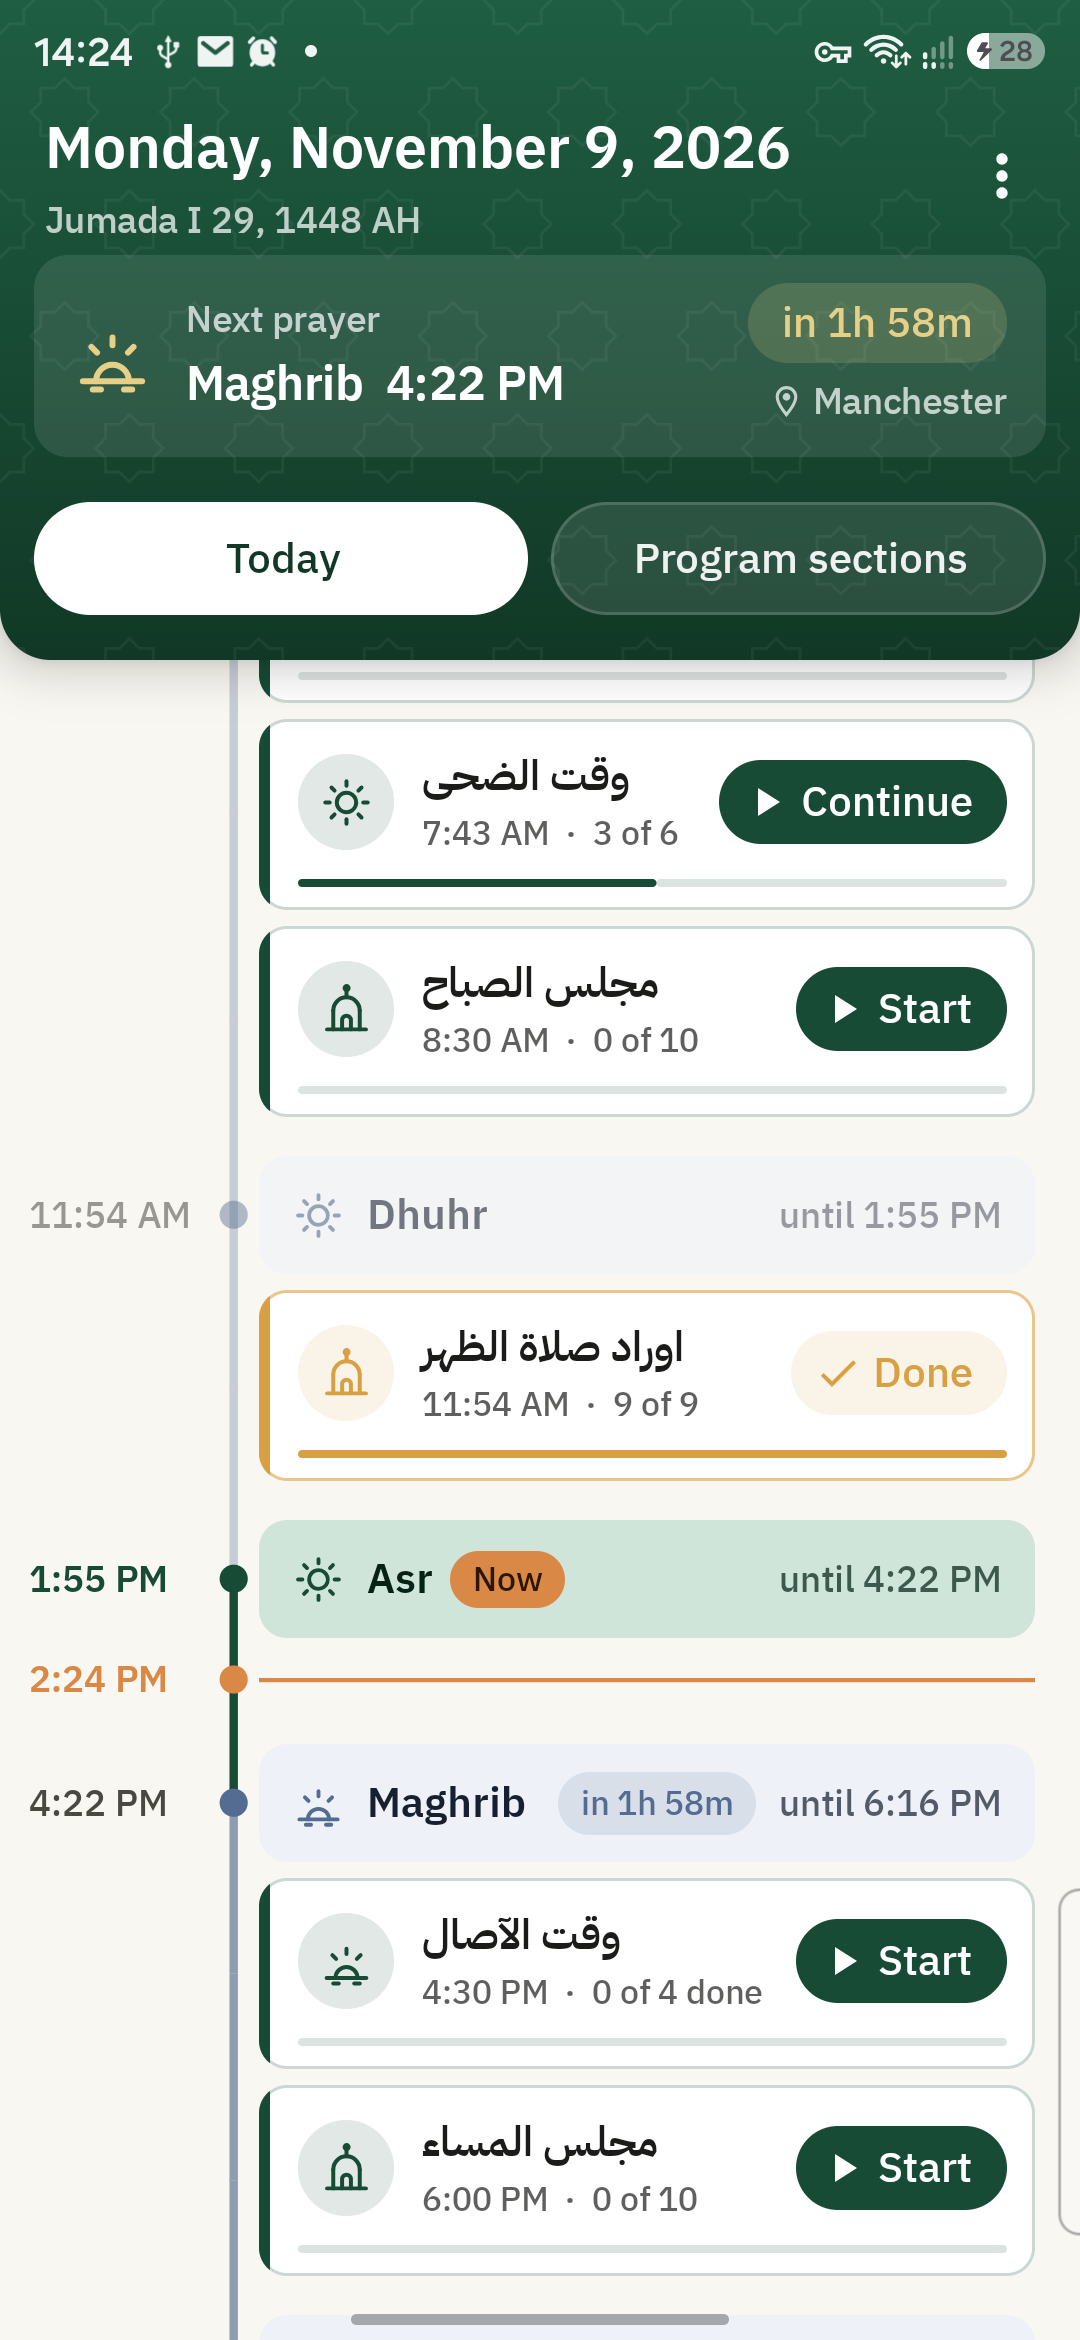 14:24
28
Monday, November 9, 2026
Jumada I 29, 1448 AH
Next prayer
Maghrib 4:22 PM
in 1h 58m
Manchester
Today
Program sections
وقت الضحى
7:43 AM · 3 of 6
Continue
مجلس الصباح
8:30 AM · 0 of 10
Start
11:54 AM
Dhuhr
until 1:55 PM
اوراد صلاة الظهر
11:54 AM · 9 of 9
Done
1:55 PM
Asr
Now
until 4:22 PM
2:24 PM
4:22 PM
Maghrib
in 1h 58m
until 6:16 PM
وقت الآصال
4:30 PM · 0 of 4 done
Start
مجلس المساء
6:00 PM · 0 of 10
Start